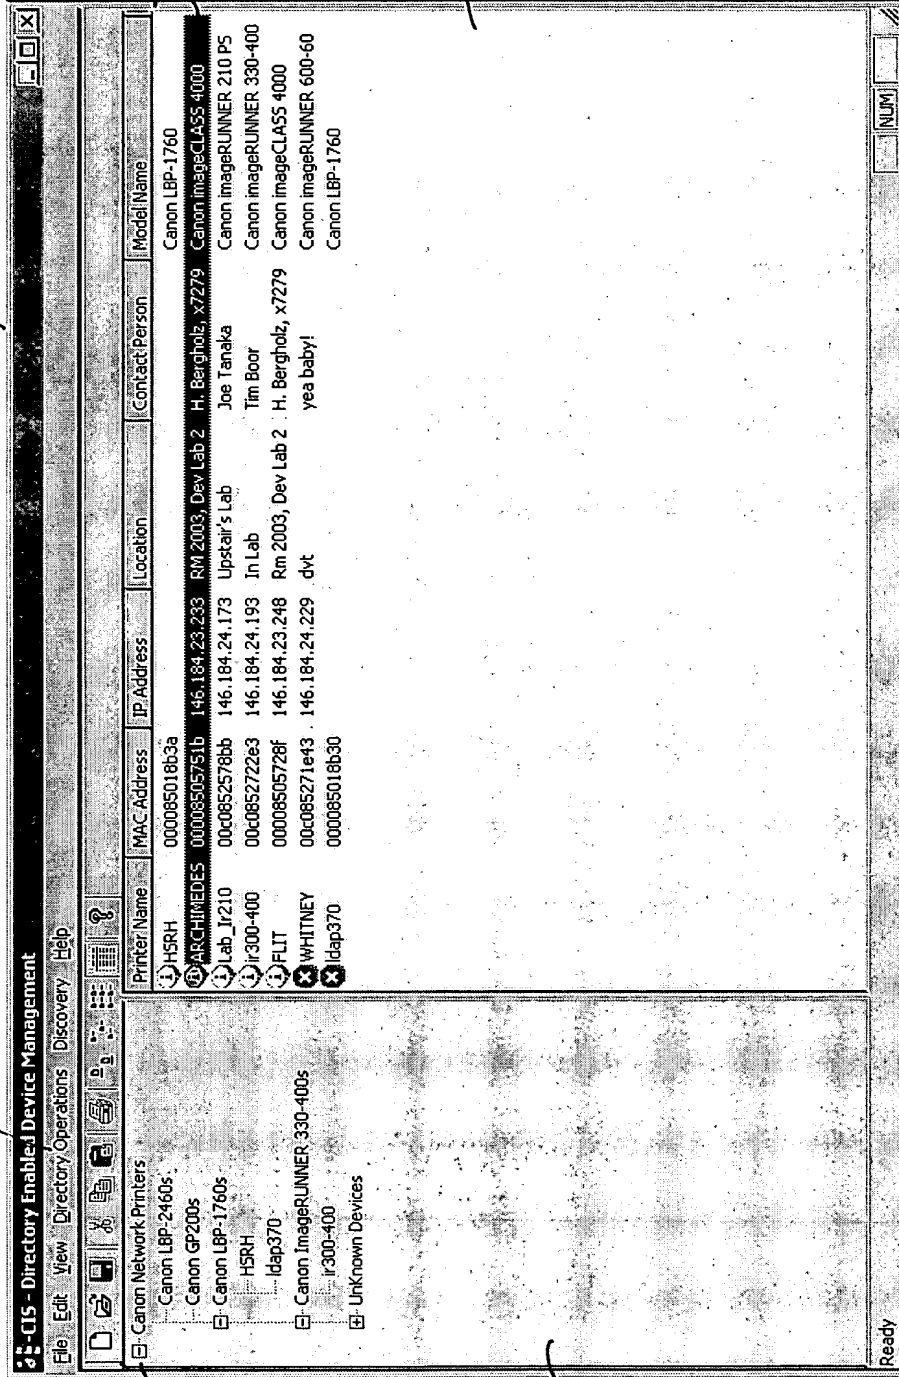 -CIS - Directory Enabled Device Management
File Edit View Directory Operations Discovery Help
Canon Network Printers
Canon LBP-2460s
Canon GP200s
Canon LBP-1760s
HSRH
ldap370
Canon ImageRUNNER 330-400s
ir300-400
UnKnown Devices
Printer Name MAC Address IP Address Location Contact Person Model Name
HSRH 000085018b3a Canon LBP-1760
ARCHIMEDES 00008505751b 146.184.23.233 RM 2003, Dev Lab 2 H. Bergholz, x7279 Canon imageCLASS 4000
Lab_Ir210 00c0852578bb 146.184.24.173 Upstair's Lab Joe Tanaka Canon imageRUNNER 210 PS
ir300-400 00c0852722e3 146.184.24.193 In Lab Tim Boor Canon imageRUNNER 330-400
FLIT 00008505728f 146.184.23.248 Rm 2003, Dev Lab 2 H. Bergholz, x7279 Canon imageCLASS 4000
WHITNEY 00c085271e43 146.184.24.229 dvt yea baby! Canon imageRUNNER 600-60
ldap370 000085018b30 Canon LBP-1760
Ready NUM